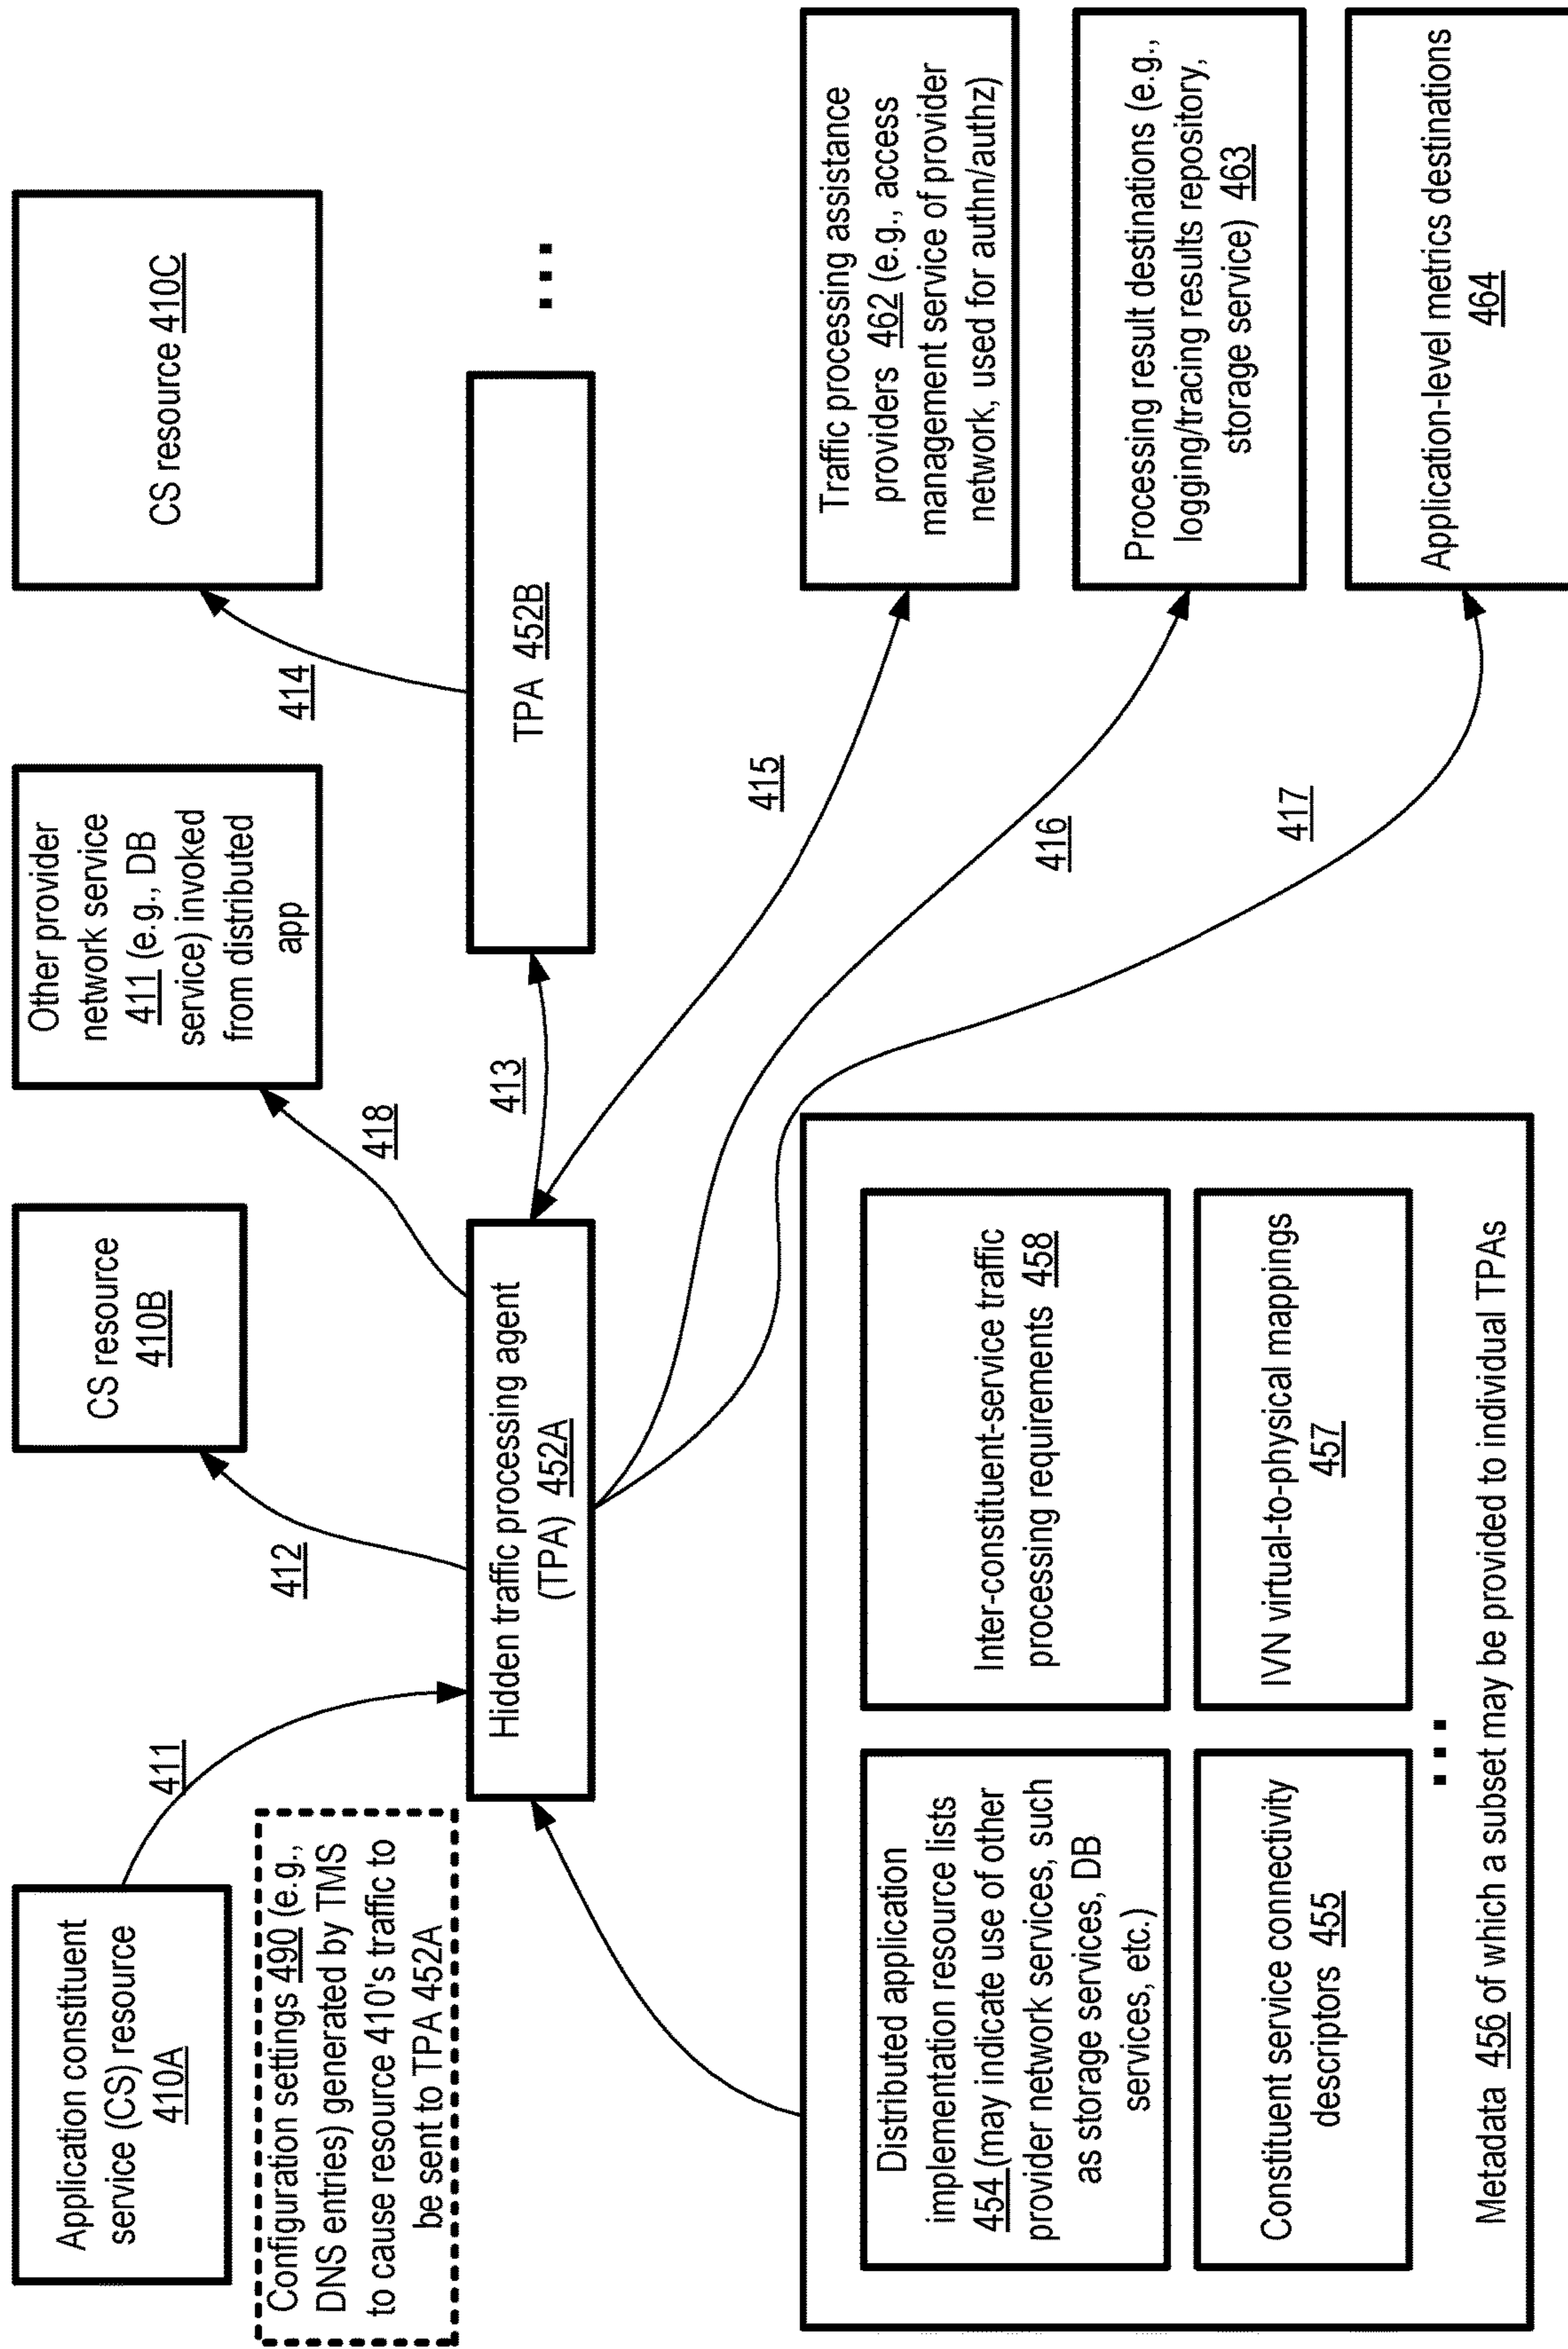 Application constituent
service (CS) resource
410A
Configuration settings 490 (e.g.,
DNS entries) generated by TMS
to cause resource 410's traffic to
be sent to TPA 452A
411
CS resource
410B
412
Other provider
network service
411 (e.g., DB
service) invoked
from distributed
app
418
CS resource 410C
414
Hidden traffic processing agent
(TPA) 452A
413
TPA 452B
...
415
416
417
Distributed application
implementation resource lists
454 (may indicate use of other
provider network services, such
as storage services, DB
services, etc.)
Inter-constituent-service traffic
processing requirements 458
Constituent service connectivity
descriptors 455
IVN virtual-to-physical mappings
457
...
Metadata 456 of which a subset may be provided to individual TPAs
Traffic processing assistance
providers 462 (e.g., access
management service of provider
network, used for authn/authz)
Processing result destinations (e.g.,
logging/tracing results repository,
storage service) 463
Application-level metrics destinations
464